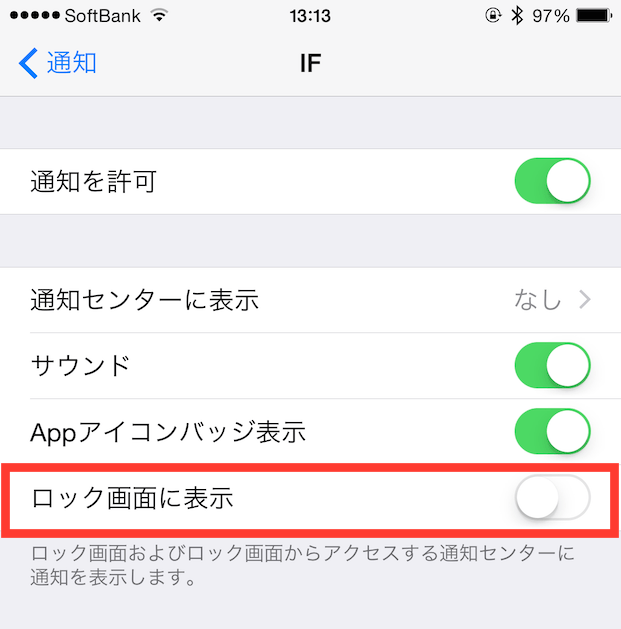 ●●●●● SoftBank 13:13 97%
通知 IF
通知を許可
通知センターに表示 なし
サウンド
Appアイコンバッジ表示
ロック画面に表示
ロック画面およびロック画面からアクセスする通知センターに
通知を表示します。